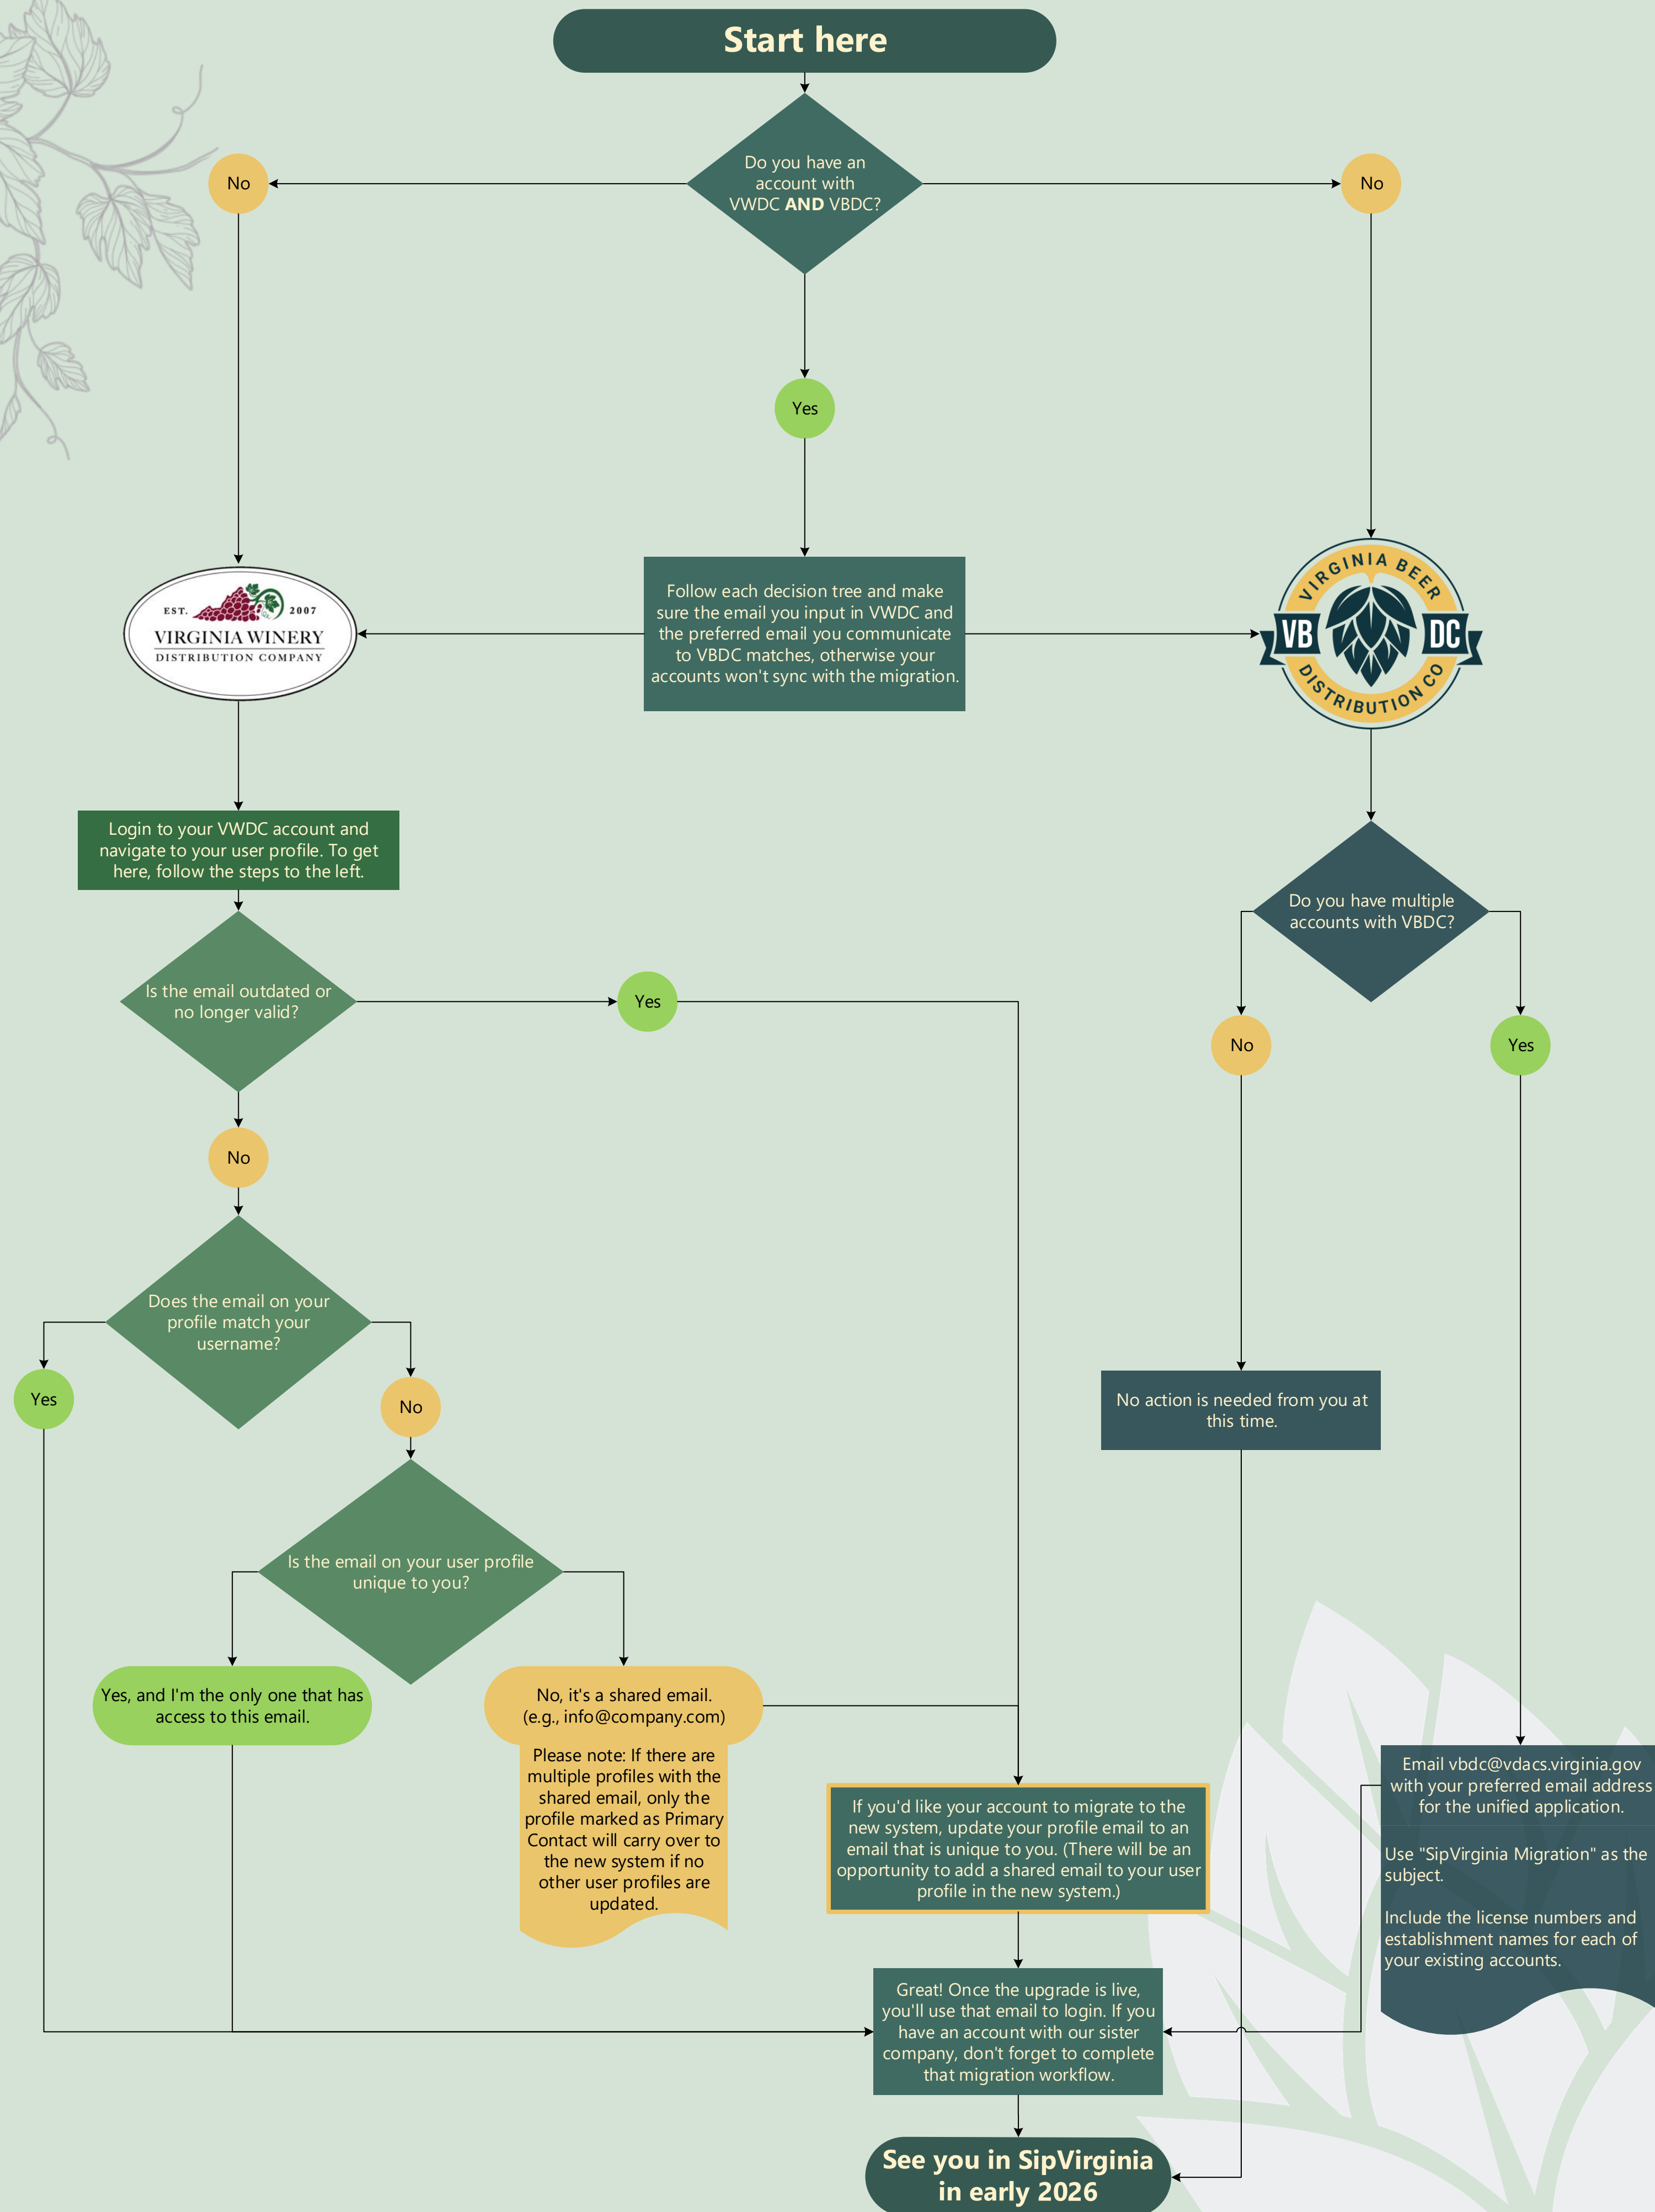 Start here
Do you have an
account with
VWDC AND VBDC?
No
No
Yes
Follow each decision tree and make
sure the email you input in VWDC and
the preferred email you communicate
to VBDC matches, otherwise your
accounts won't sync with the migration.
EST. 2007
VIRGINIA WINERY
DISTRIBUTION COMPANY
VIRGINIA BEER
VB DC
DISTRIBUTION CO
Login to your VWDC account and
navigate to your user profile. To get
here, follow the steps to the left.
Do you have multiple
accounts with VBDC?
Is the email outdated or
no longer valid?
Yes
No
Yes
No
Does the email on your
profile match your
username?
Yes
No
No action is needed from you at
this time.
Is the email on your user profile
unique to you?
Yes, and I'm the only one that has
access to this email.
No, it's a shared email.
(e.g., info@company.com)
Please note: If there are
multiple profiles with the
shared email, only the
profile marked as Primary
Contact will carry over to
the new system if no
other user profiles are
updated.
If you'd like your account to migrate to the
new system, update your profile email to an
email that is unique to you. (There will be an
opportunity to add a shared email to your user
profile in the new system.)
Email vbdc@vdacs.virginia.gov
with your preferred email address
for the unified application.
Use "SipVirginia Migration" as the
subject.
Include the license numbers and
establishment names for each of
your existing accounts.
Great! Once the upgrade is live,
you'll use that email to login. If you
have an account with our sister
company, don't forget to complete
that migration workflow.
See you in SipVirginia
in early 2026